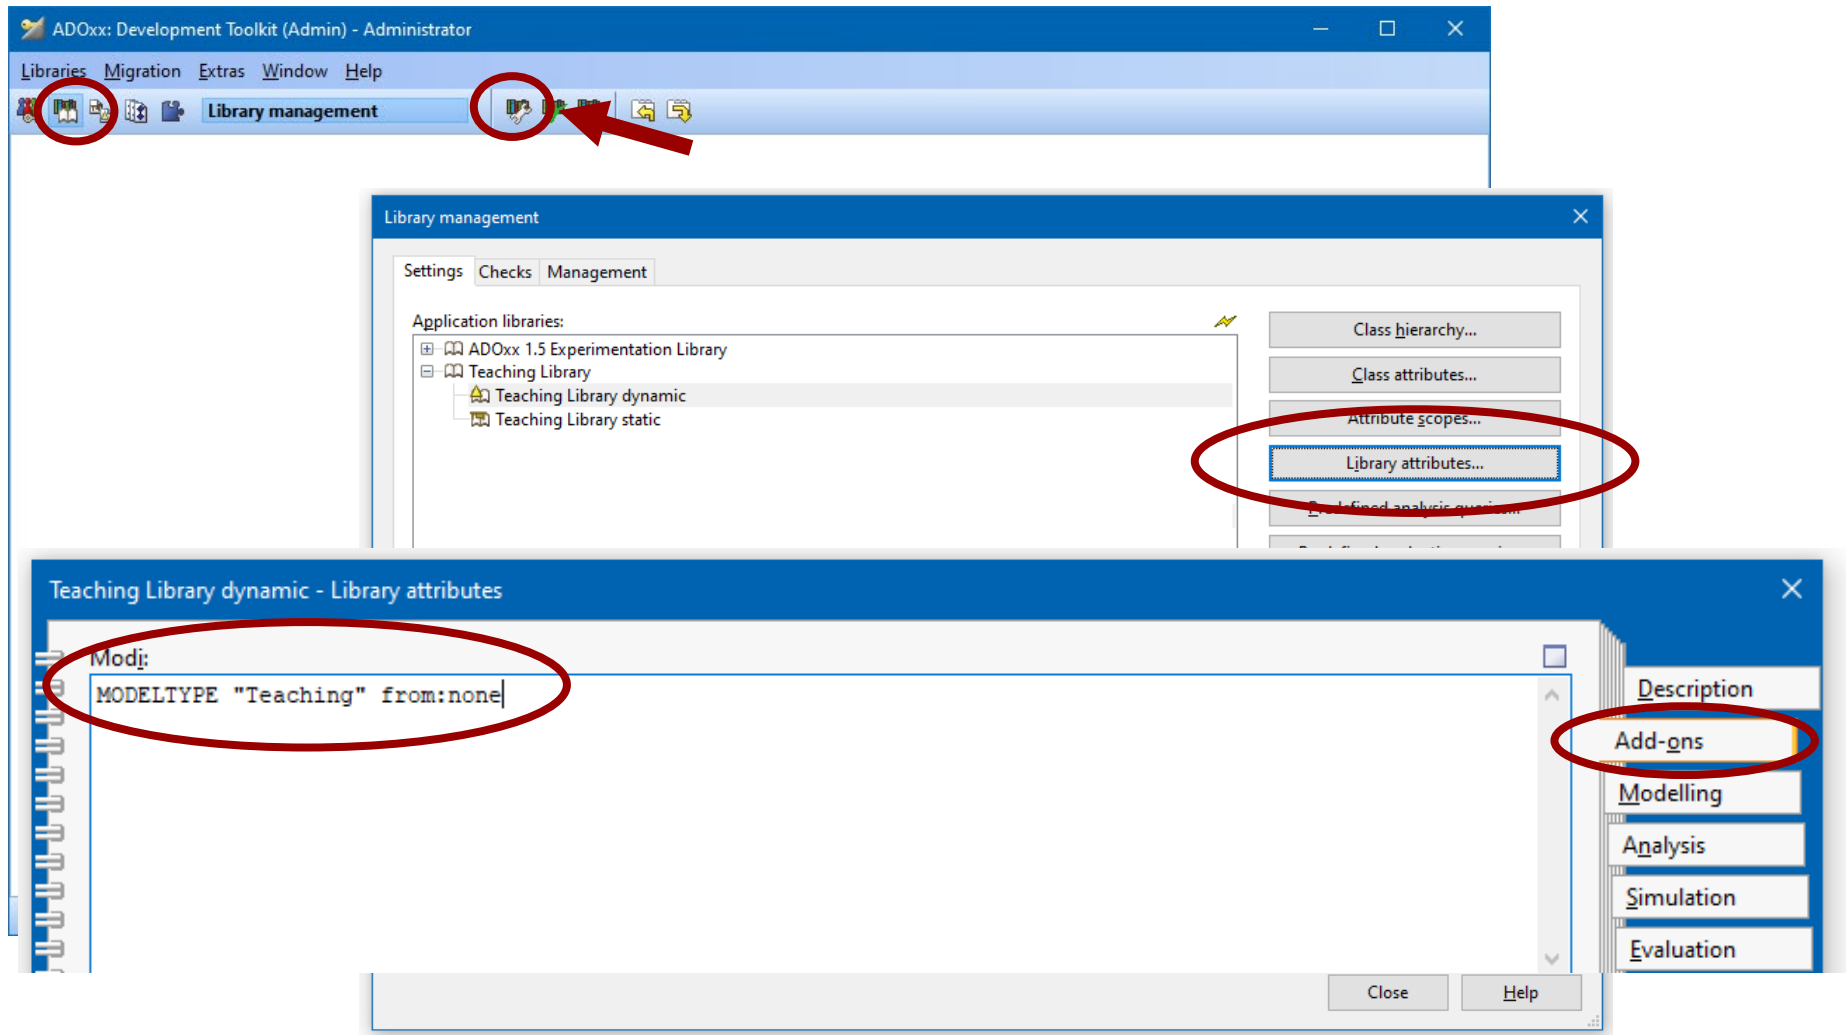 ADOxx: Development Toolkit (Admin) - Administrator
Libraries Migration Extras Window Help
Library management
Library management
Settings Checks Management
Application libraries:
ADOxx 1.5 Experimentation Library
Teaching Library
Teaching Library dynamic
Teaching Library static
Class hierarchy...
Class attributes...
Attribute scopes...
Library attributes...
Predefined analysis queries...
Teaching Library dynamic - Library attributes
Modi:
MODELTYPE "Teaching" from:none
Description
Add-ons
Modelling
Analysis
Simulation
Evaluation
Close Help